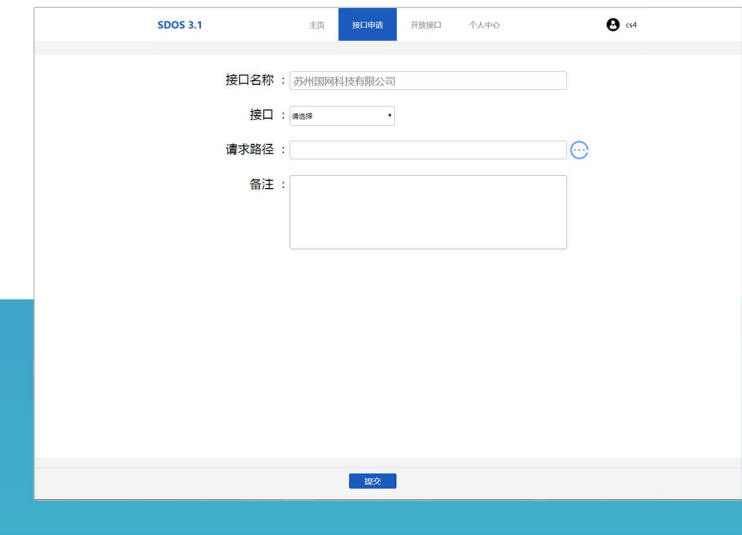 SDOS 3.1 主页 接口申请 开放接口 个人中心 cs4
接口名称 : 苏州国网科技有限公司
接口 : 请选择
请求路径 :
备注 :
提交